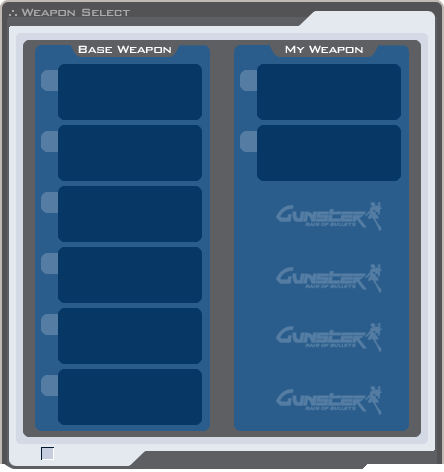 WEAPON SELECT
BASE WEAPON
MY WEAPON
GUNSTER
RAIN OF BULLETS
GUNSTER
RAIN OF BULLETS
GUNSTER
RAIN OF BULLETS
GUNSTER
RAIN OF BULLETS